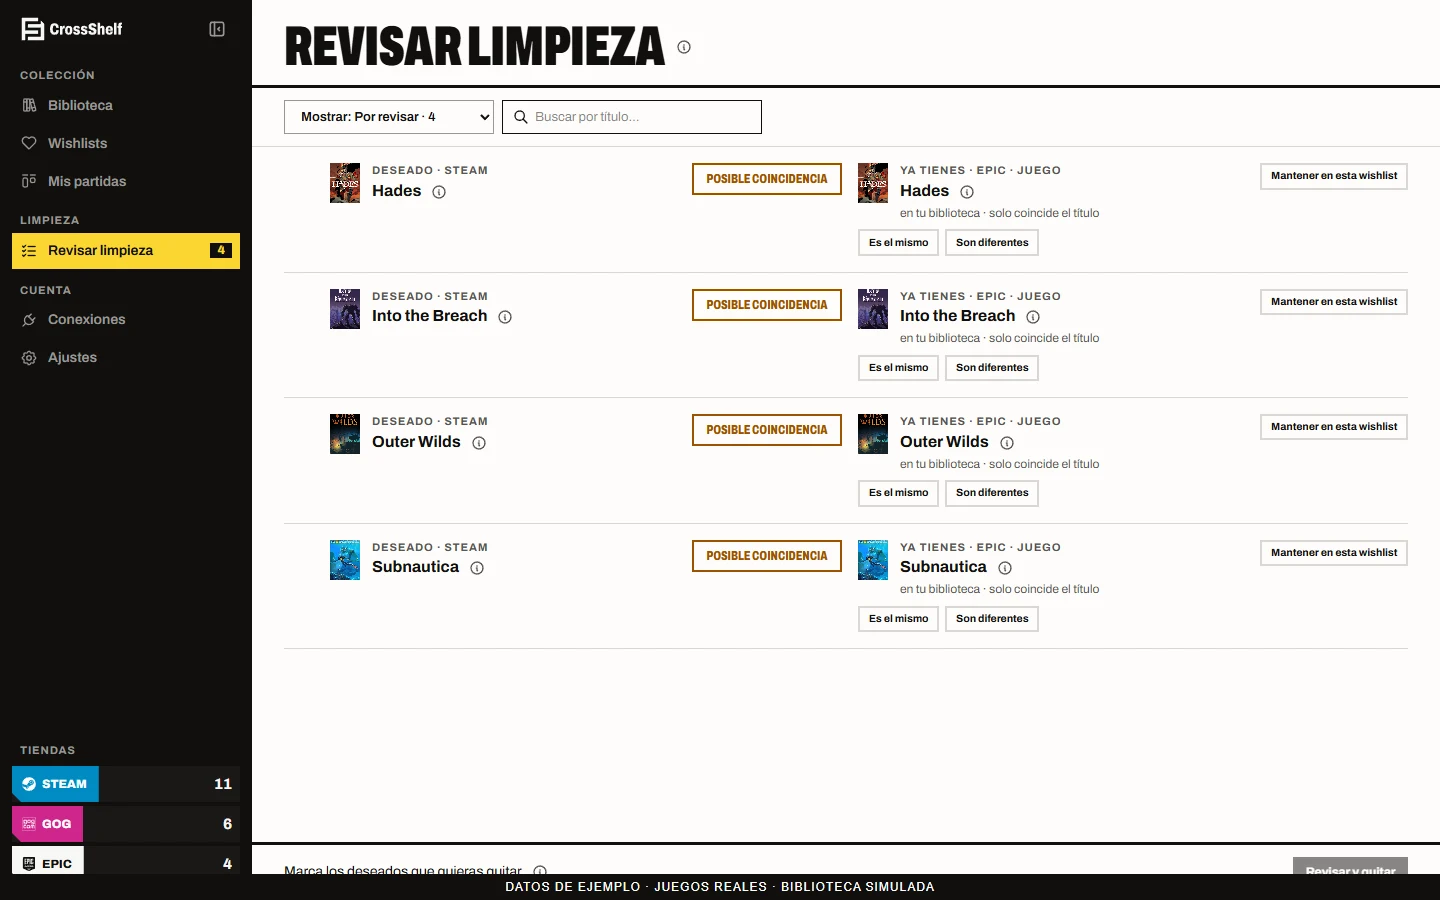 CrossShelf
COLECCIÓN
Biblioteca
Wishlists
Mis partidas
LIMPIEZA
Revisar limpieza 4
CUENTA
Conexiones
Ajustes
TIENDAS
STEAM 11
GOG 6
EPIC 4
REVISAR LIMPIEZA
Mostrar: Por revisar · 4
Buscar por título...
DESEADO · STEAM
Hades
POSIBLE COINCIDENCIA
YA TIENES · EPIC · JUEGO
Hades
en tu biblioteca · solo coincide el título
Es el mismo
Son diferentes
Mantener en esta wishlist
DESEADO · STEAM
Into the Breach
POSIBLE COINCIDENCIA
YA TIENES · EPIC · JUEGO
Into the Breach
en tu biblioteca · solo coincide el título
Es el mismo
Son diferentes
Mantener en esta wishlist
DESEADO · STEAM
Outer Wilds
POSIBLE COINCIDENCIA
YA TIENES · EPIC · JUEGO
Outer Wilds
en tu biblioteca · solo coincide el título
Es el mismo
Son diferentes
Mantener en esta wishlist
DESEADO · STEAM
Subnautica
POSIBLE COINCIDENCIA
YA TIENES · EPIC · JUEGO
Subnautica
en tu biblioteca · solo coincide el título
Es el mismo
Son diferentes
Mantener en esta wishlist
Marca los deseados que quieras quitar.
Revisar y quitar
DATOS DE EJEMPLO · JUEGOS REALES · BIBLIOTECA SIMULADA